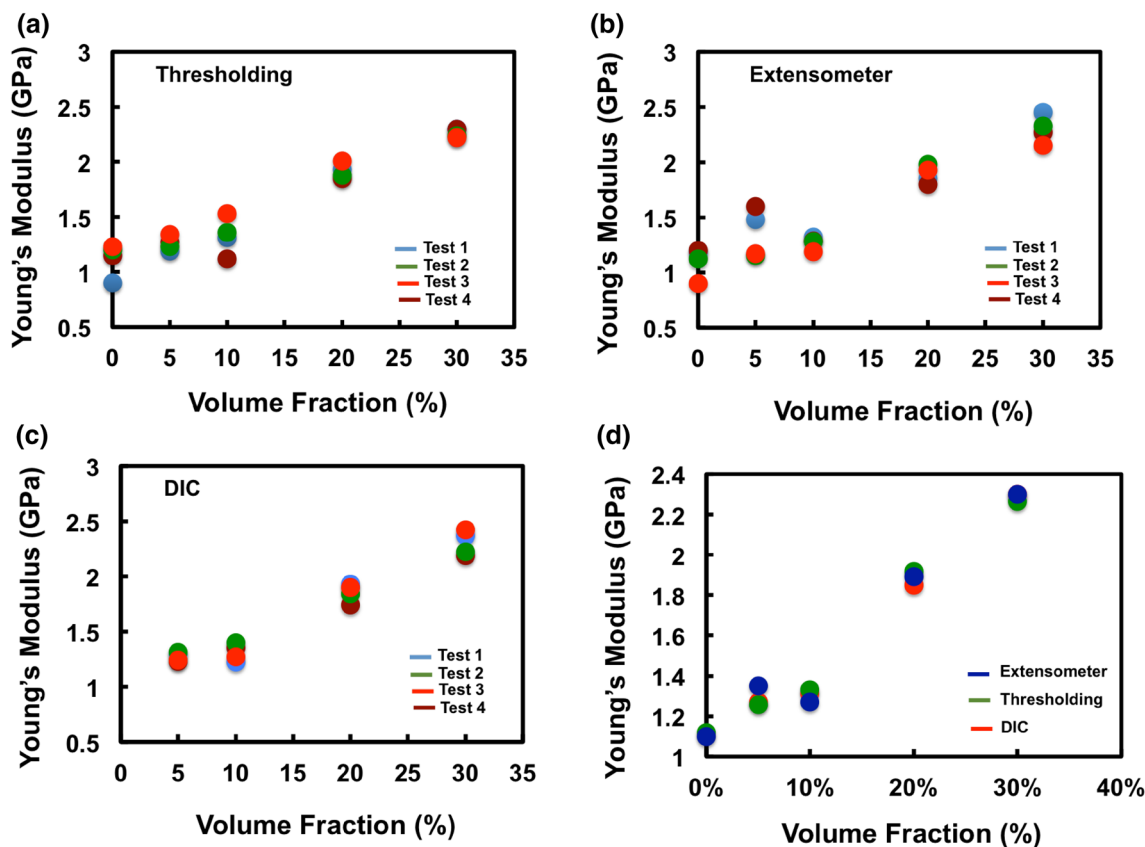 (a)
Thresholding
Young's Modulus (GPa)
3
2.5
2
1.5
1
0.5
Test 1
Test 2
Test 3
Test 4
0 5 10 15 20 25 30 35
Volume Fraction (%)
(b)
Extensometer
Young's Modulus (GPa)
3
2.5
2
1.5
1
0.5
Test 1
Test 2
Test 3
Test 4
0 5 10 15 20 25 30 35
Volume Fraction (%)
(c)
DIC
Young's Modulus (GPa)
3
2.5
2
1.5
1
0.5
Test 1
Test 2
Test 3
Test 4
0 5 10 15 20 25 30 35
Volume Fraction (%)
(d)
Young's Modulus (GPa)
2.4
2.2
2
1.8
1.6
1.4
1.2
1
Extensometer
Thresholding
DIC
0% 10% 20% 30% 40%
Volume Fraction (%)